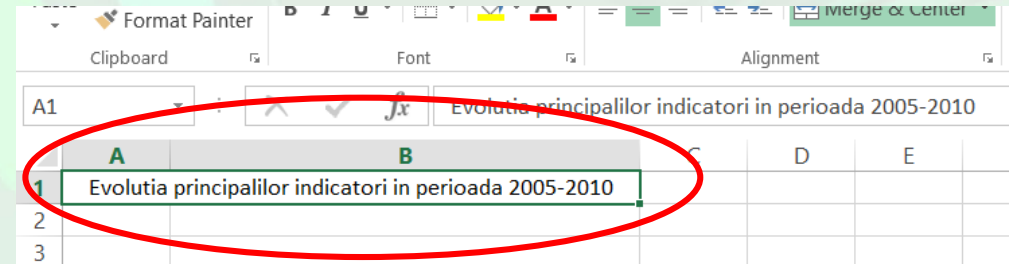 Format Painter
B I U A Merge & Center
Clipboard Font Alignment
A1 fx Evolutia principalilor indicatori in perioada 2005-2010
A B C D E
1 Evolutia principalilor indicatori in perioada 2005-2010
2
3